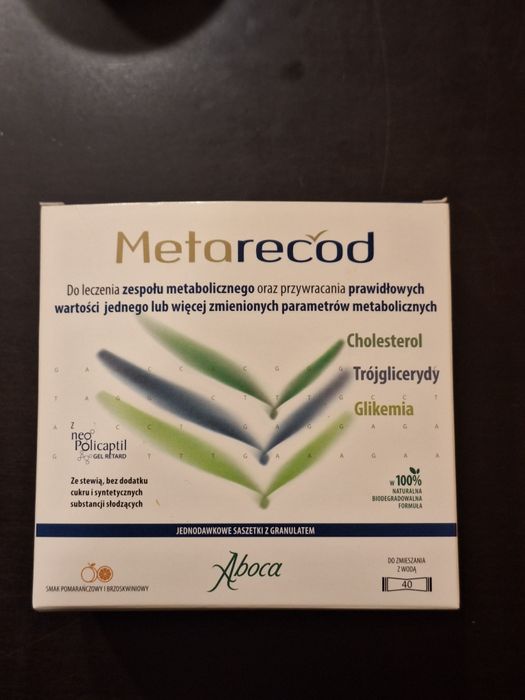 Metarecod
Do leczenia zespołu metabolicznego oraz przywracania prawidłowych
wartości jednego lub więcej zmienionych parametrów metabolicznych
Cholesterol
Trójglicerydy
Glikemia
Z
neo
Policaptil
GEL RETARD
Ze stewią, bez dodatku
cukru i syntetycznych
substancji słodzących
w 100%
NATURALNA
BIODEGRADOWALNA
FORMUŁA
JEDNODAWKOWE SASZETKI Z GRANULATEM
SMAK POMARAŃCZOWY I BRZOSKWINIOWY
Aboca
DO ZMIESZANIA
Z WODĄ
40